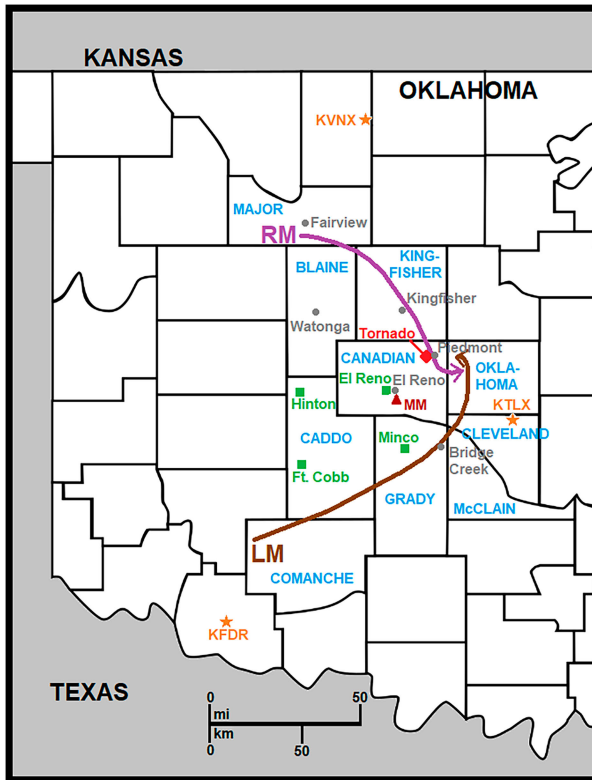 KANSAS
OKLAHOMA
KVNX
MAJOR
Fairview
RM
BLAINE
KING-
FISHER
Kingfisher
Watonga
Tornado
Piedmont
CANADIAN
OKLA-
HOMA
El Reno
El Reno
Hinton
MM
KTLX
CADDO
Minco
CLEVELAND
Bridge
Creek
Ft. Cobb
GRADY
McCLAIN
LM
COMANCHE
KFDR
TEXAS
0
50
mi
km
0
50